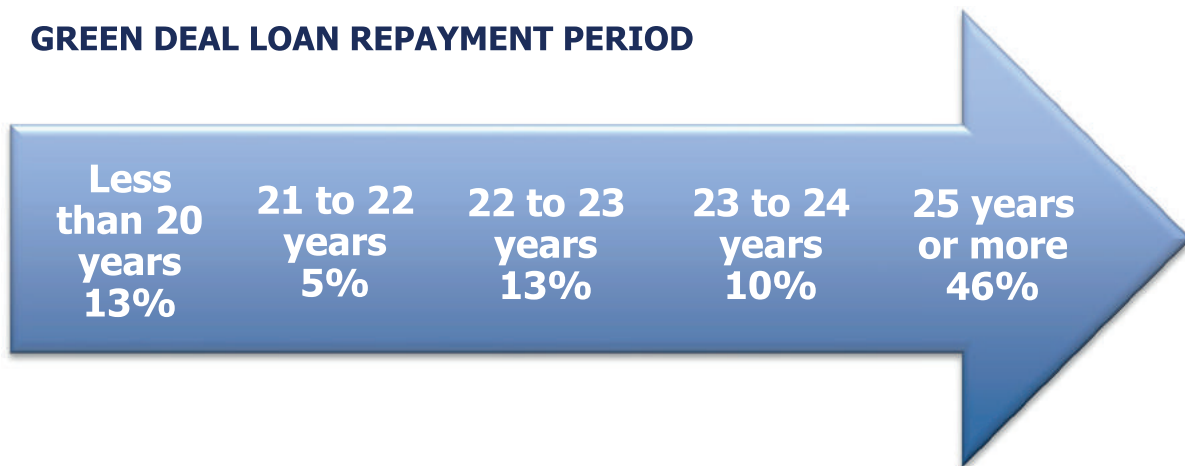 GREEN DEAL LOAN REPAYMENT PERIOD
Less
than 20
years
13%
21 to 22
years
5%
22 to 23
years
13%
23 to 24
years
10%
25 years
or more
46%